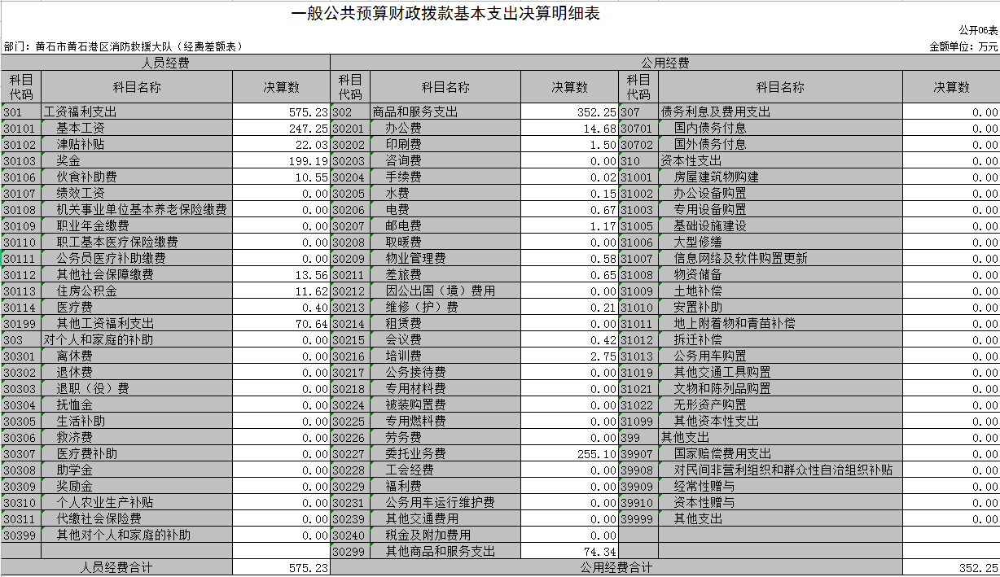 一般公共预算财政拨款基本支出决算明细表
公开06表
部门：黄石市黄石港区消防救援大队（经费差额表） 金额单位：万元
人员经费 公用经费
科目代码 科目名称 决算数 科目代码 科目名称 决算数 科目代码 科目名称 决算数
301 工资福利支出 575.23 302 商品和服务支出 352.25 307 债务利息及费用支出 0.00
30101 基本工资 247.25 30201 办公费 14.68 30701 国内债务付息 0.00
30102 津贴补贴 22.03 30202 印刷费 1.50 30702 国外债务付息 0.00
30103 奖金 199.19 30203 咨询费 0.00 310 资本性支出 0.00
30106 伙食补助费 10.55 30204 手续费 0.02 31001 房屋建筑物购建 0.00
30107 绩效工资 0.00 30205 水费 0.15 31002 办公设备购置 0.00
30108 机关事业单位基本养老保险缴费 0.00 30206 电费 0.67 31003 专用设备购置 0.00
30109 职业年金缴费 0.00 30207 邮电费 1.17 31005 基础设施建设 0.00
30110 职工基本医疗保险缴费 0.00 30208 取暖费 0.00 31006 大型修缮 0.00
30111 公务员医疗补助缴费 0.00 30209 物业管理费 0.58 31007 信息网络及软件购置更新 0.00
30112 其他社会保障缴费 13.56 30211 差旅费 0.65 31008 物资储备 0.00
30113 住房公积金 11.62 30212 因公出国（境）费用 0.00 31009 土地补偿 0.00
30114 医疗费 0.40 30213 维修（护）费 0.21 31010 安置补助 0.00
30199 其他工资福利支出 70.64 30214 租赁费 0.00 31011 地上附着物和青苗补偿 0.00
303 对个人和家庭的补助 0.00 30215 会议费 0.42 31012 拆迁补偿 0.00
30301 离休费 0.00 30216 培训费 2.75 31013 公务用车购置 0.00
30302 退休费 0.00 30217 公务接待费 0.00 31019 其他交通工具购置 0.00
30303 退职（役）费 0.00 30218 专用材料费 0.00 31021 文物和陈列品购置 0.00
30304 抚恤金 0.00 30224 被装购置费 0.00 31022 无形资产购置 0.00
30305 生活补助 0.00 30225 专用燃料费 0.00 31099 其他资本性支出 0.00
30306 救济费 0.00 30226 劳务费 0.00 399 其他支出 0.00
30307 医疗费补助 0.00 30227 委托业务费 255.10 39907 国家赔偿费用支出 0.00
30308 助学金 0.00 30228 工会经费 0.00 39908 对民间非营利组织和群众性自治组织补贴 0.00
30309 奖励金 0.00 30229 福利费 0.00 39909 经常性赠与 0.00
30310 个人农业生产补贴 0.00 30231 公务用车运行维护费 0.00 39910 资本性赠与 0.00
30311 代缴社会保险费 0.00 30239 其他交通费用 0.00 39999 其他支出 0.00
30399 其他对个人和家庭的补助 0.00 30240 税金及附加费用 0.00
30299 其他商品和服务支出 74.34
人员经费合计 575.23 公用经费合计 352.25